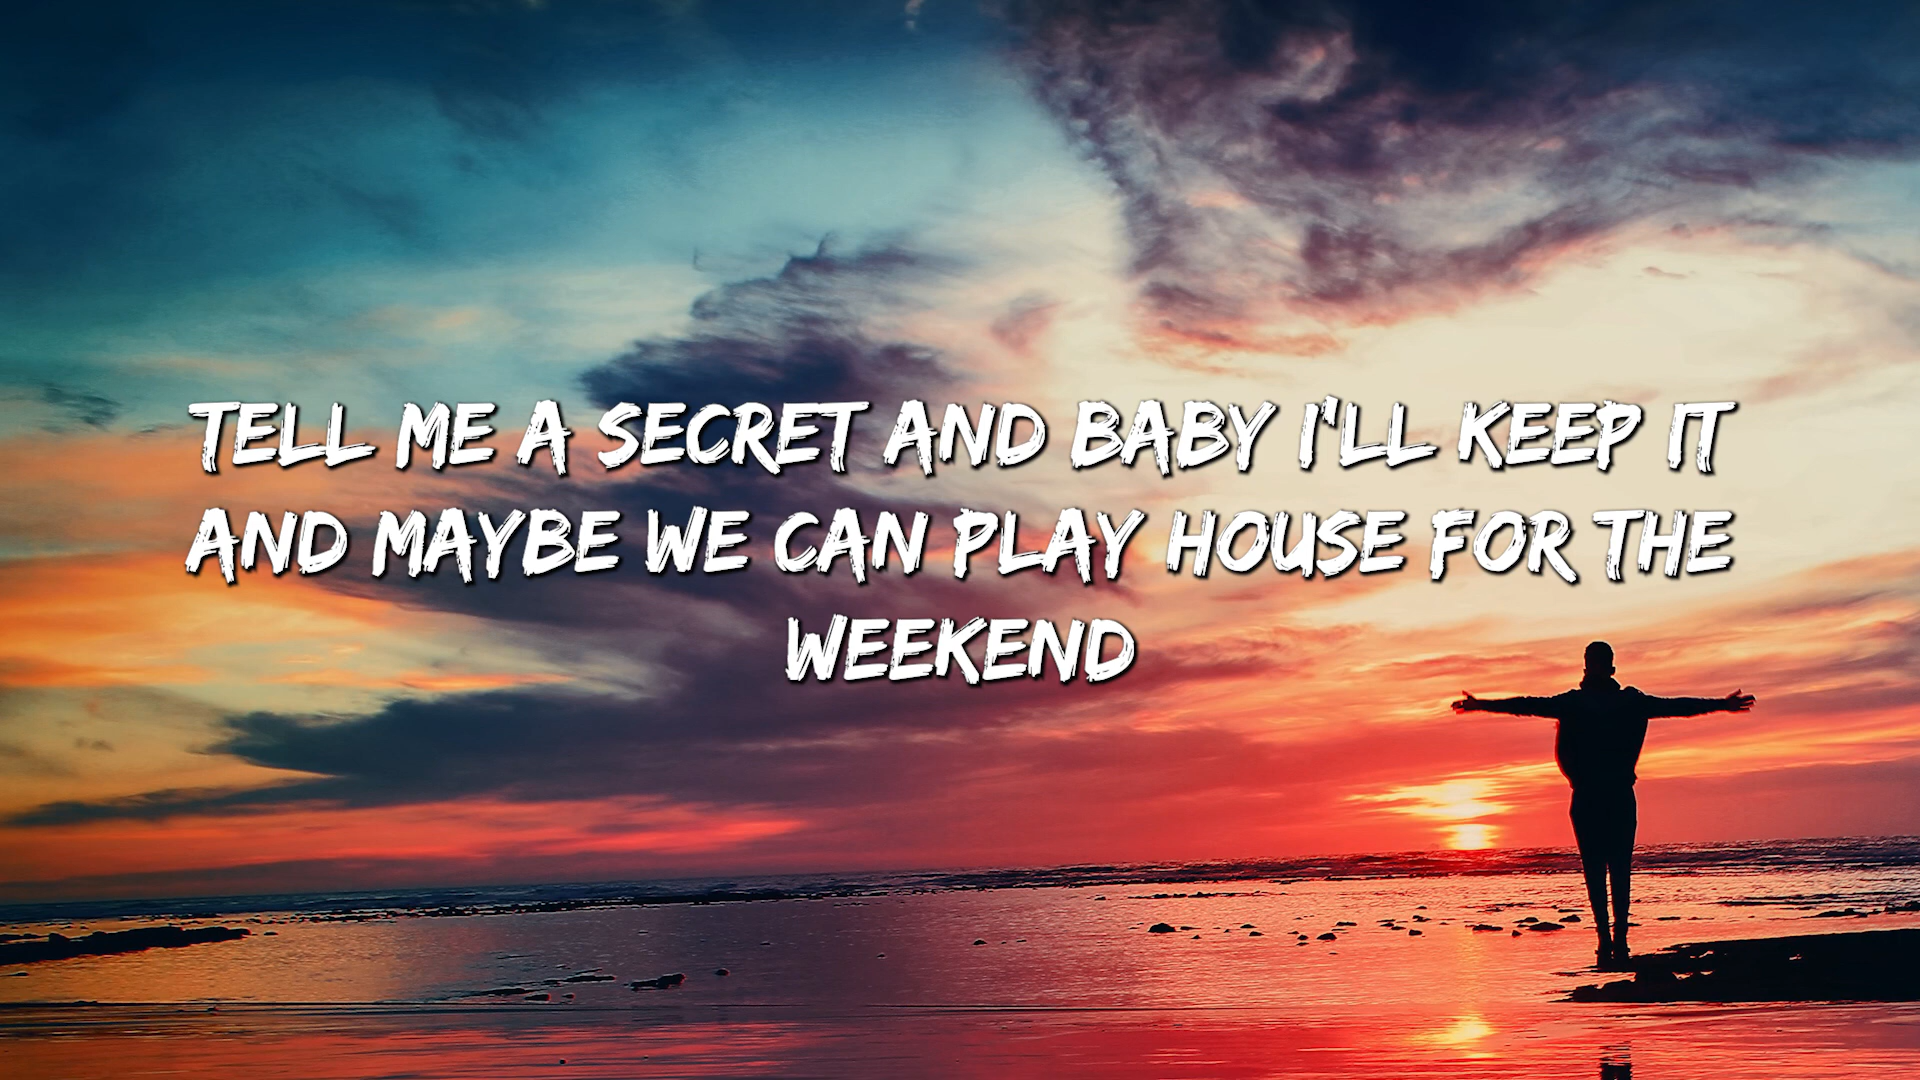 TELL ME A SECRET AND BABY I'LL KEEP IT
AND MAYBE WE CAN PLAY HOUSE FOR THE
WEEKEND